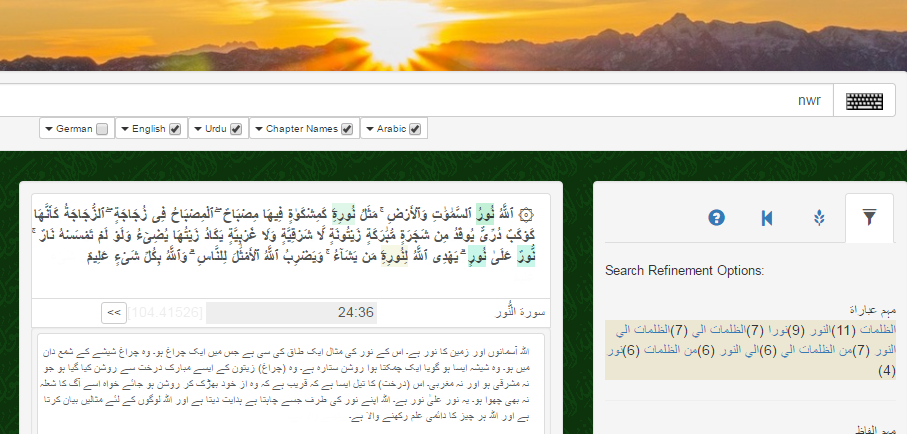 nwr
German
English
Urdu
Chapter Names
Arabic
۞ ٱللَّهُ نُورُ ٱلسَّمَٰوَٰتِ وَٱلْأَرْضِ ۚ مَثَلُ نُورِهِۦ كَمِشْكَوٰةٍ فِيهَا مِصْبَاحٌ ۖ ٱلْمِصْبَاحُ فِى زُجَاجَةٍ ۖ ٱلزُّجَاجَةُ كَأَنَّهَا
كَوْكَبٌ دُرِّىٌّ يُوقَدُ مِن شَجَرَةٍ مُّبَٰرَكَةٍ زَيْتُونَةٍ لَّا شَرْقِيَّةٍ وَلَا غَرْبِيَّةٍ يَكَادُ زَيْتُهَا يُضِىٓءُ وَلَوْ لَمْ تَمْسَسْهُ نَارٌ ۚ
نُّورٌ عَلَىٰ نُورٍ ۗ يَهْدِى ٱللَّهُ لِنُورِهِۦ مَن يَشَآءُ ۚ وَيَضْرِبُ ٱللَّهُ ٱلْأَمْثَٰلَ لِلنَّاسِ ۗ وَٱللَّهُ بِكُلِّ شَىْءٍ عَلِيمٌ
سورة النُّور
24:36
[104 41526]
<<
اللہ آسمانوں اور زمین کا نور ہے۔ اس کے نور کی مثال ایک طاق کی سی ہے جس میں ایک چراغ ہو۔ وہ چراغ شیشے کے شمع دان
میں ہو۔ وہ شیشہ ایسا ہو گویا ایک چمکتا ہوا روشن ستارہ ہے۔ وہ (چراغ) زیتون کے ایسے مبارک درخت سے روشن کیا گیا ہو جو
نہ مشرقی ہو اور نہ مغربی۔ اس (درخت) کا تیل ایسا ہے کہ قریب ہے کہ وہ از خود بھڑک کر روشن ہو جائے خواہ اسے آگ کا شعلہ
نہ بھی چھوا ہو۔ یہ نور علیٰ نور ہے۔ اللہ اپنے نور کی طرف جسے چاہتا ہے ہدایت دیتا ہے اور اللہ لوگوں کے لئے مثالیں بیان کرتا
ہے اور اللہ ہر چیز کا دائمی علم رکھنے والا ہے۔
Search Refinement Options:
مہم عباراة
الظلمات (11)النور (9)نورا (7)الظلمات الي (7)الظلمات الي
النور (7)من الظلمات الي (6)الي النور (6)من الظلمات (6)نور
(4)
مہم الفاظ